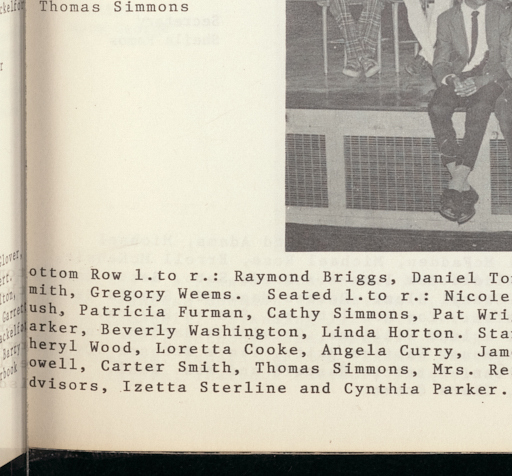 Thomas Simmons
ottom Row l.to r.: Raymond Briggs, Daniel To
mith, Gregory Weems. Seated l.to r.: Nicole
ush, Patricia Furman, Cathy Simmons, Pat Wri
arker, Beverly Washington, Linda Horton. Sta
heryl Wood, Loretta Cooke, Angela Curry, Jam
owell, Carter Smith, Thomas Simmons, Mrs. Re
dvisors, Izetta Sterline and Cynthia Parker.